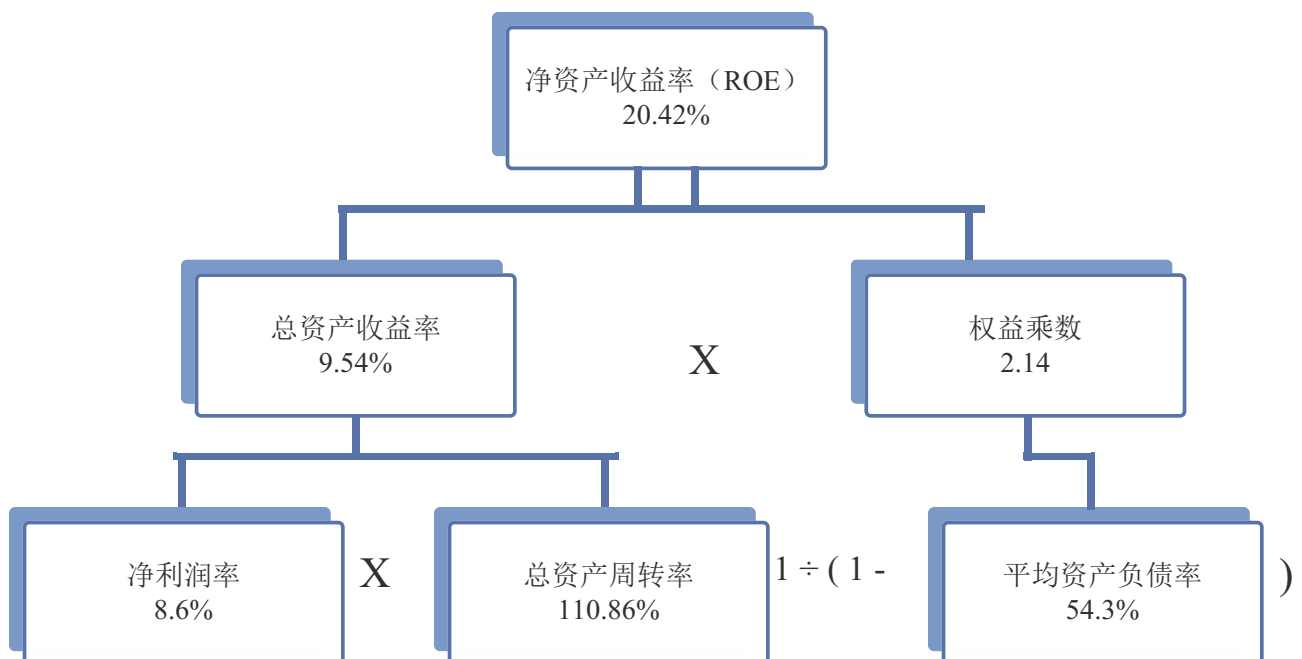 净资产收益率（ROE）
20.42%
总资产收益率
9.54%
X
权益乘数
2.14
净利润率
8.6%
X
总资产周转率
110.86%
1 ÷ ( 1 -
平均资产负债率
54.3%
)